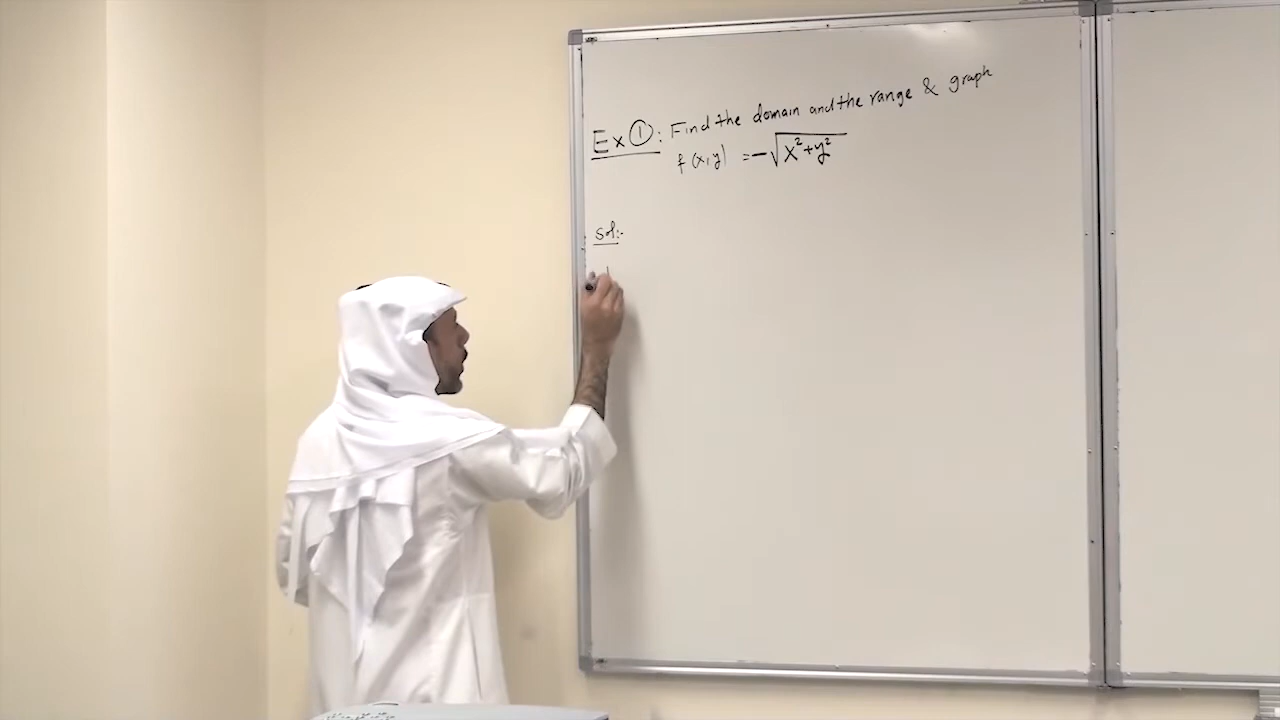 Ex ①: Find the domain and the range & graph
f(x,y) = -√x²+y²
Sol:-